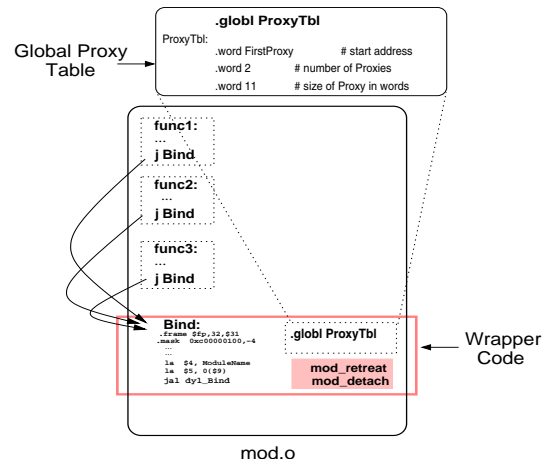 .globl ProxyTbl
ProxyTbl:
.word FirstProxy # start address
.word 2 # number of Proxies
.word 11 # size of Proxy in words
Global Proxy
Table
func1:
...
j Bind
func2:
...
j Bind
func3:
...
j Bind
Bind:
.frame $fp,32,$31
.mask 0xc0000100,-4
...
...
la $4, ModuleName
la $5, 0($9)
jal dyl_Bind
.globl ProxyTbl
mod_retreat
mod_detach
Wrapper
Code
mod.o